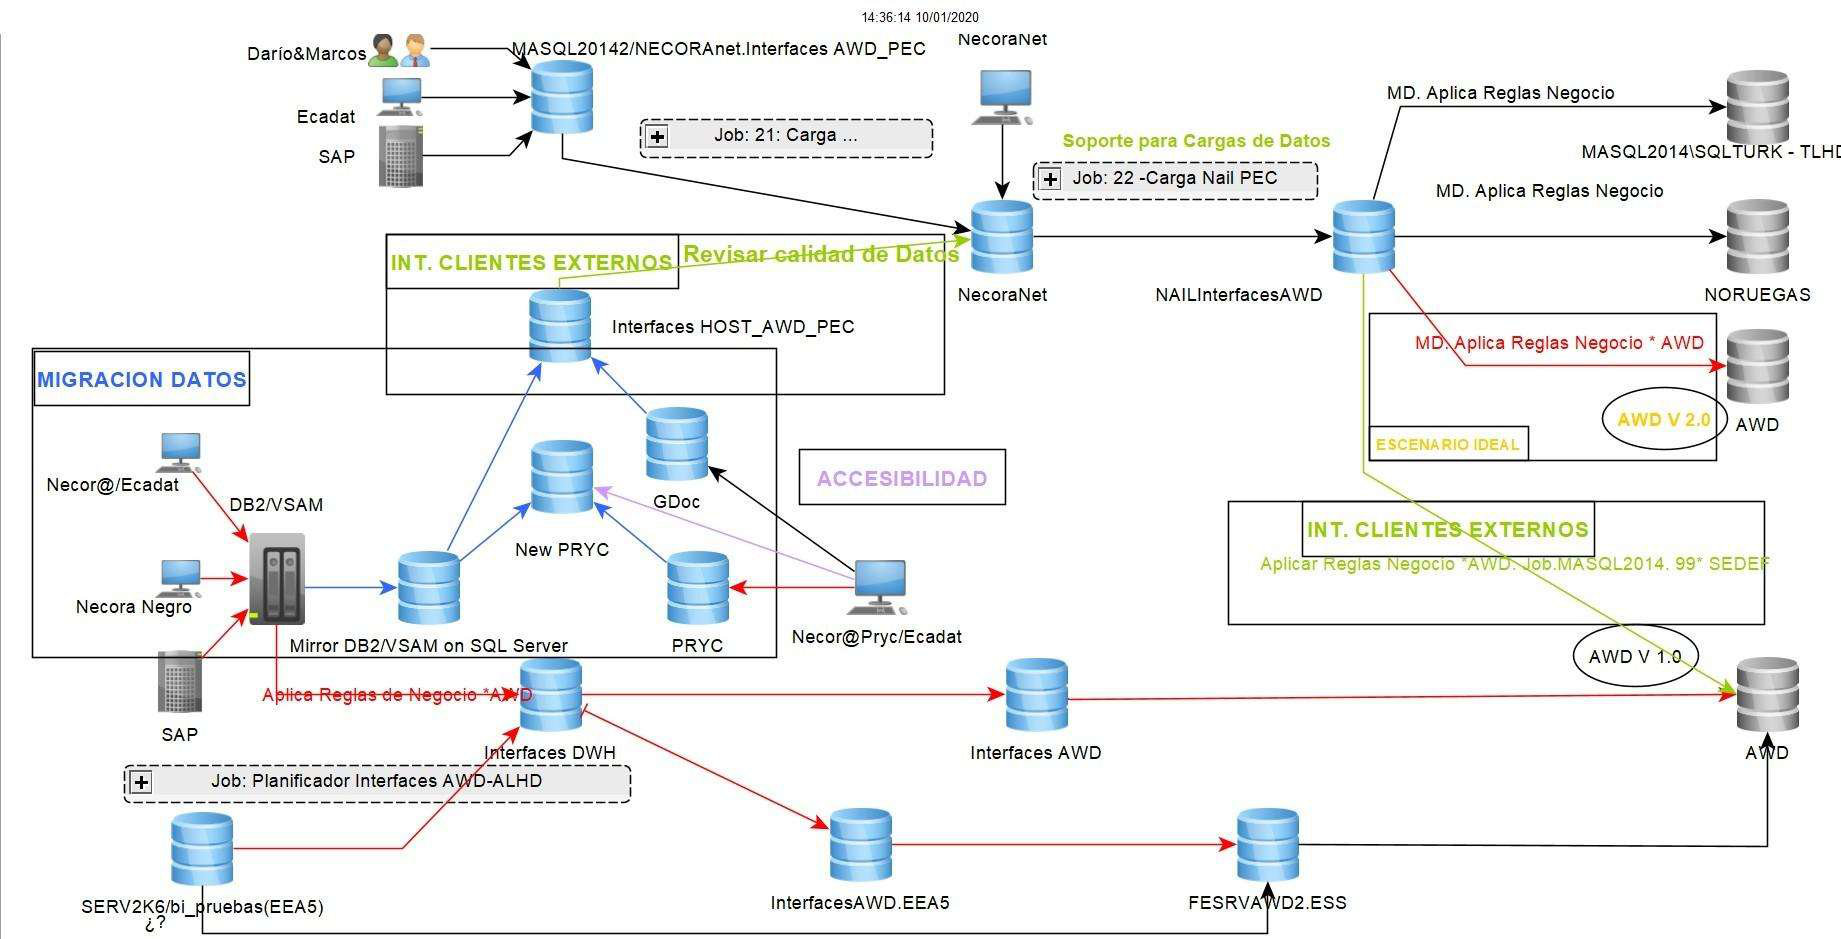 14:36:14 10/01/2020
Darío&Marcos
MASQL20142/NECORAnet.Interfaces AWD_PEC
NecoraNet
Ecadat
SAP
Job: 21: Carga ...
Soporte para Cargas de Datos
Job: 22 -Carga Nail PEC
MD. Aplica Reglas Negocio
MASQL2014\SQLTURK - TLHD
MD. Aplica Reglas Negocio
INT. CLIENTES EXTERNOS
Revisar calidad de Datos
NecoraNet
NAILInterfacesAWD
NORUEGAS
Interfaces HOST_AWD_PEC
MD. Aplica Reglas Negocio * AWD
MIGRACION DATOS
AWD V 2.0
AWD
ESCENARIO IDEAL
Necor@/Ecadat
DB2/VSAM
GDoc
ACCESIBILIDAD
New PRYC
INT. CLIENTES EXTERNOS
Aplicar Reglas Negocio *AWD. Job.MASQL2014. 99* SEDEF
Necora Negro
Mirror DB2/VSAM on SQL Server
PRYC
Necor@Pryc/Ecadat
AWD V 1.0
Aplica Reglas de Negocio *AWD
SAP
Interfaces DWH
Interfaces AWD
AWD
Job: Planificador Interfaces AWD-ALHD
SERV2K6/bi_pruebas(EEA5)
¿?
InterfacesAWD.EEA5
FESRVAWD2.ESS